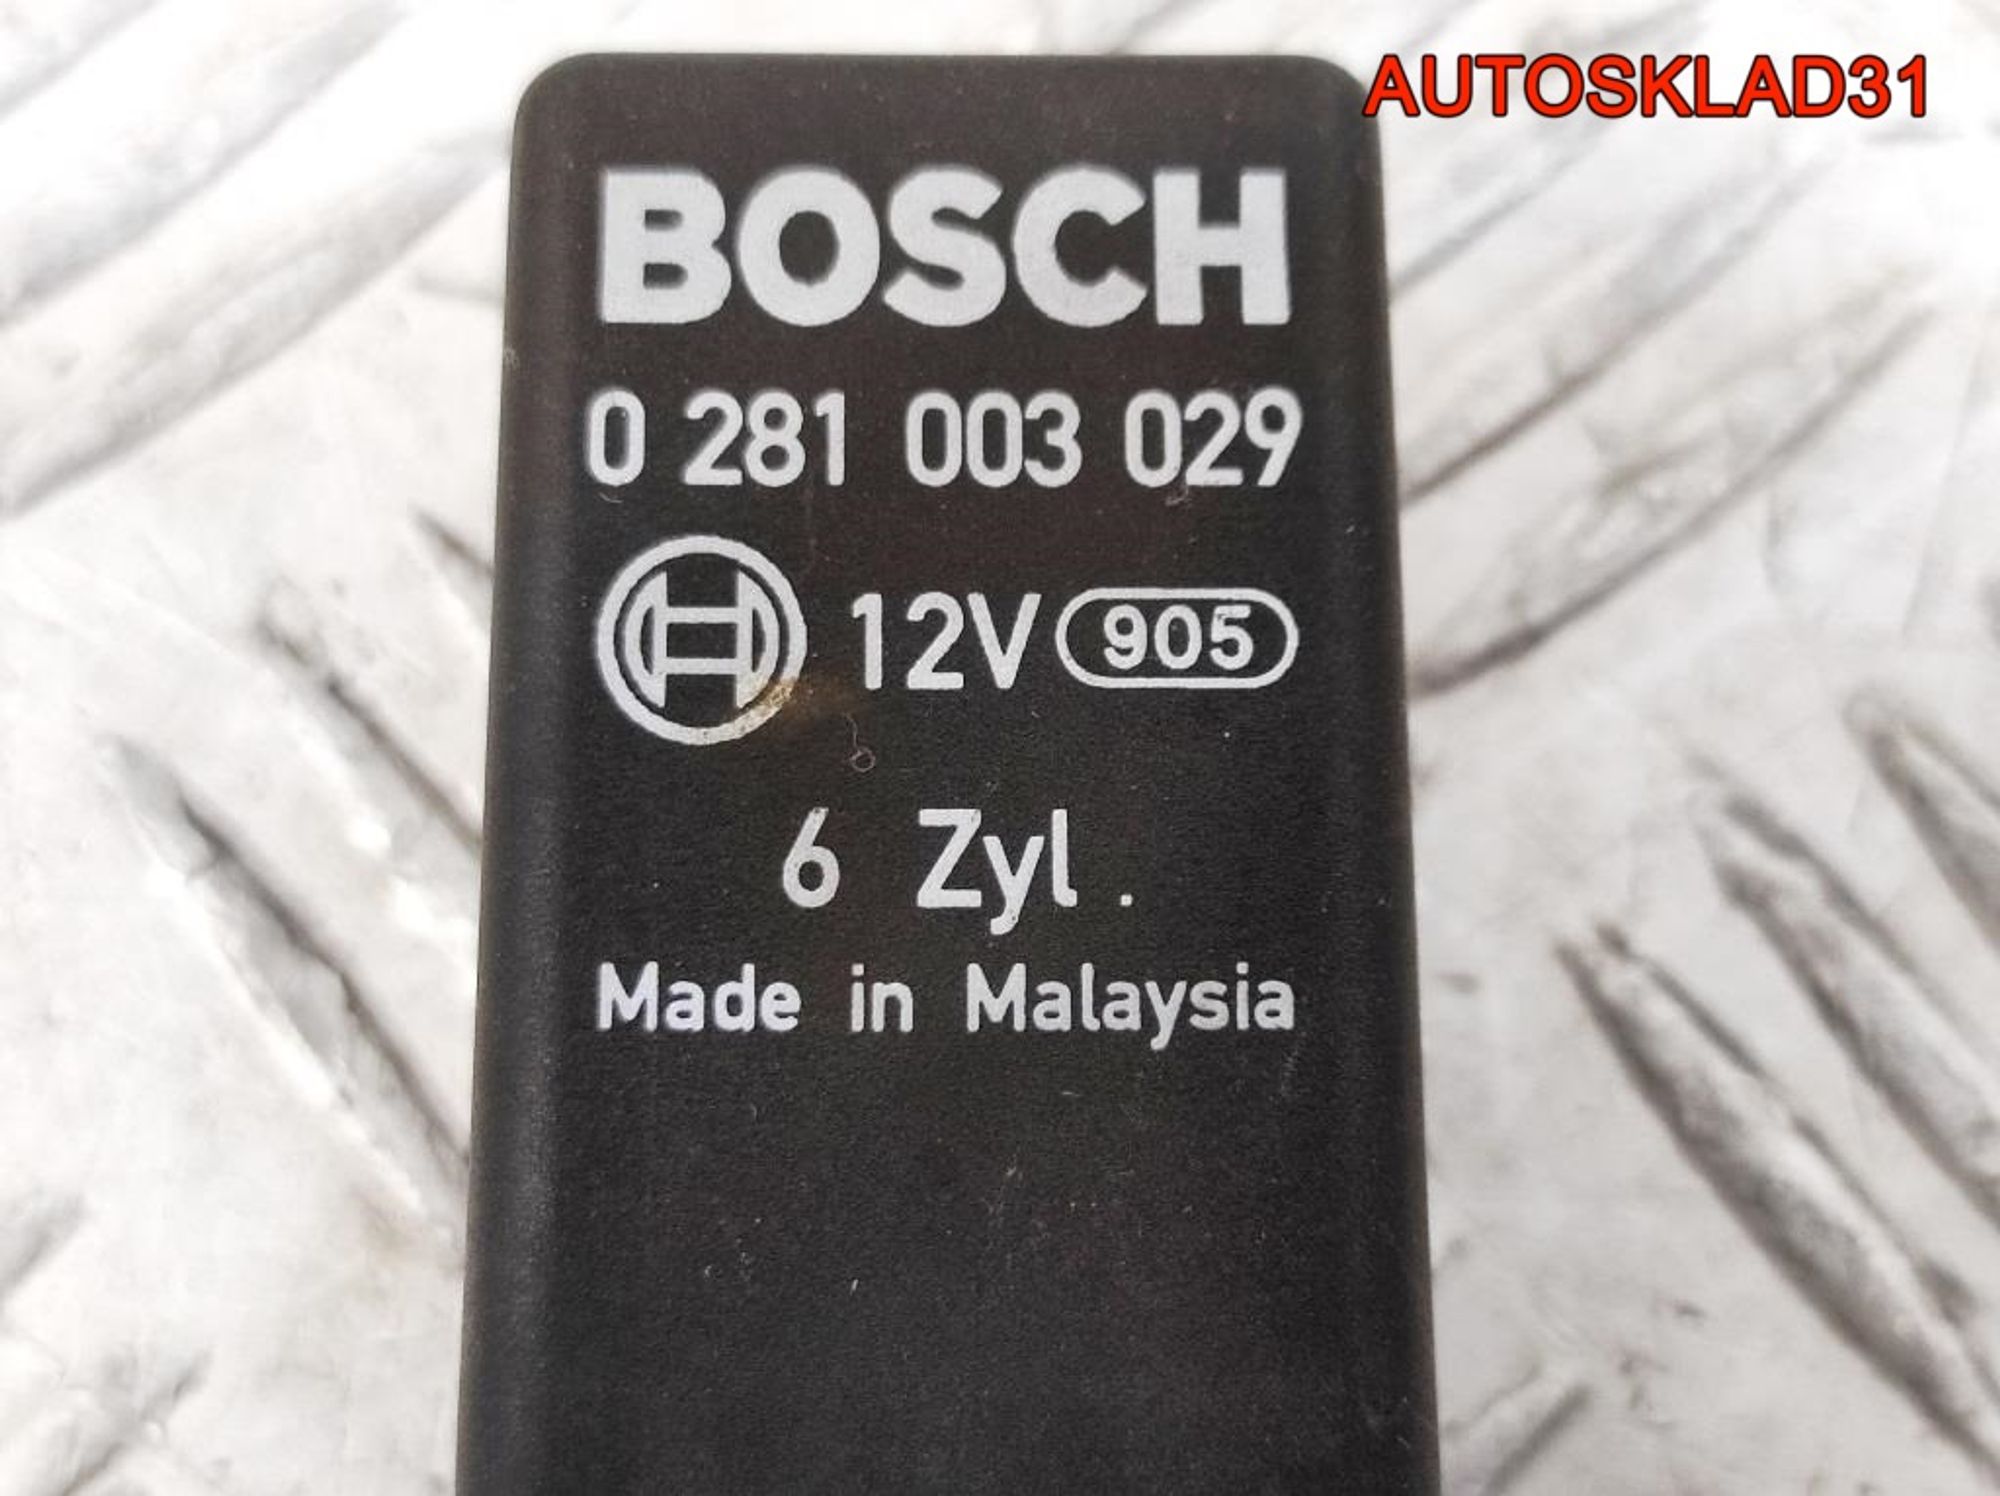 AUTOSKLAD31
BOSCH
0 281 003 029
12V 905
6 Zyl.
Made in Malaysia